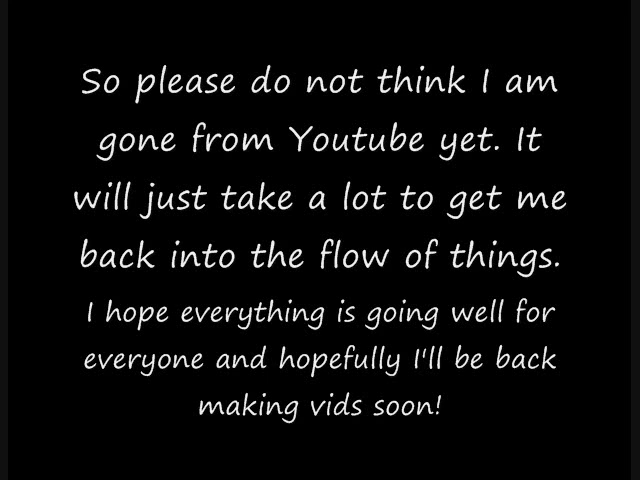 So please do not think I am
gone from Youtube yet. It
will just take a lot to get me
back into the flow of things.
I hope everything is going well for
everyone and hopefully I'll be back
making vids soon!